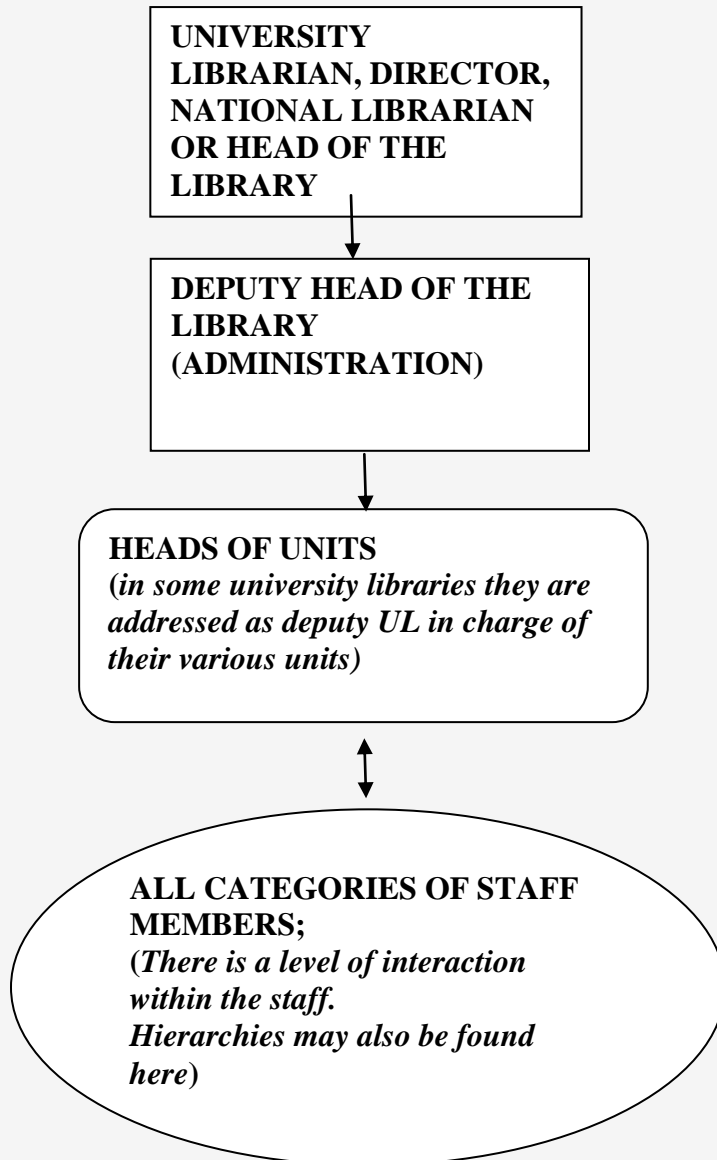 UNIVERSITY
LIBRARIAN, DIRECTOR,
NATIONAL LIBRARIAN
OR HEAD OF THE
LIBRARY
DEPUTY HEAD OF THE
LIBRARY
(ADMINISTRATION)
HEADS OF UNITS
(in some university libraries they are
addressed as deputy UL in charge of
their various units)
ALL CATEGORIES OF STAFF
MEMBERS;
(There is a level of interaction
within the staff.
Hierarchies may also be found
here)